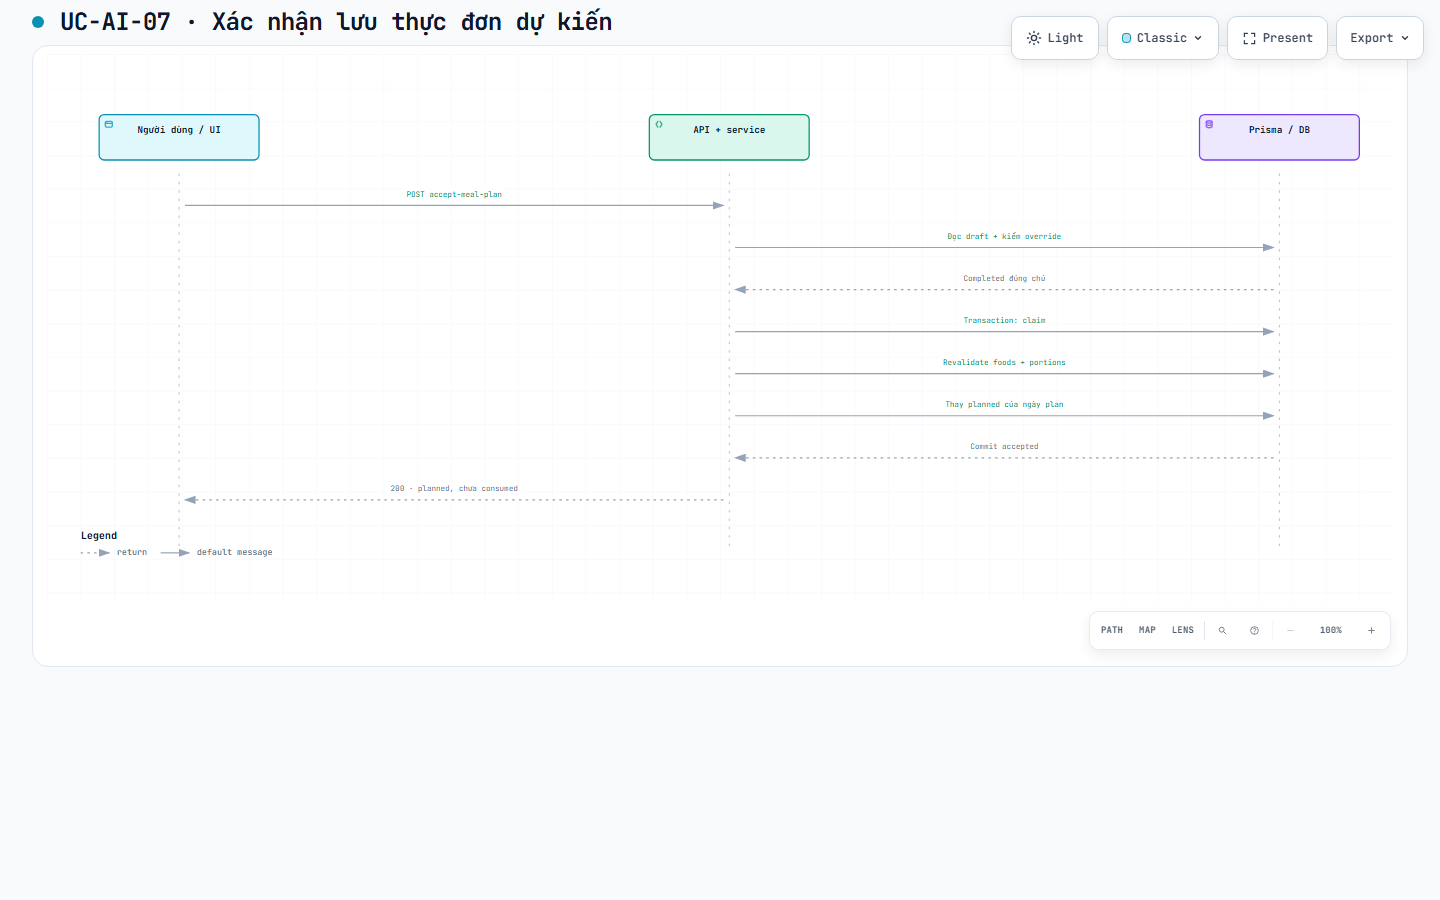 UC-AI-07 · Xác nhận lưu thực đơn dự kiến
Light
Classic
Present
Export
Người dùng / UI
API + service
Prisma / DB
POST accept-meal-plan
Đọc draft + kiểm override
Completed đúng chủ
Transaction: claim
Revalidate foods + portions
Thay planned của ngày plan
Commit accepted
200 · planned, chưa consumed
Legend
return
default message
PATH
MAP
LENS
− 100% +